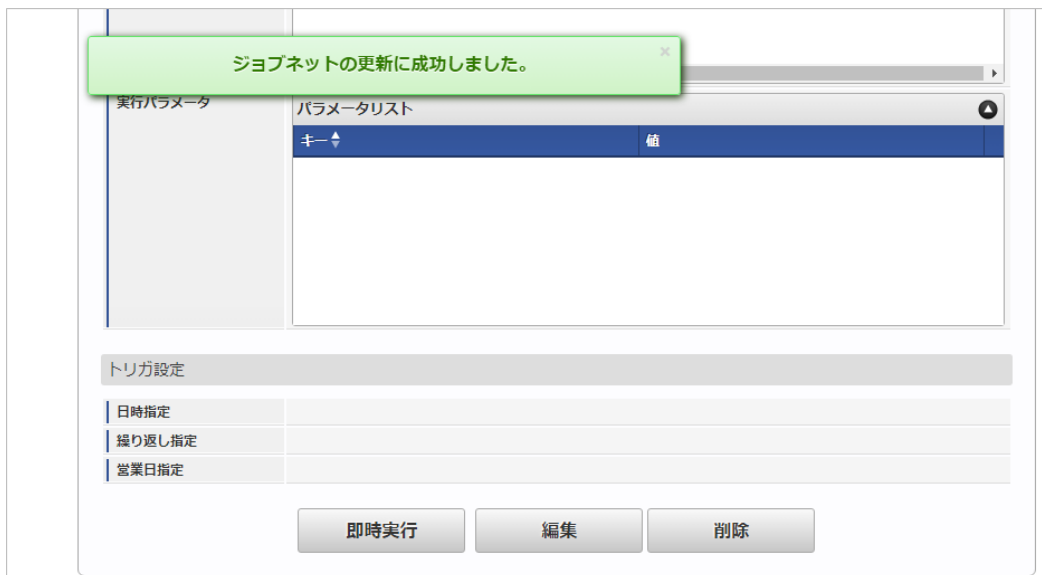 ジョブネットの更新に成功しました。
×
実行パラメータ
パラメータリスト
キー
値
トリガ設定
日時指定
繰り返し指定
営業日指定
即時実行
編集
削除